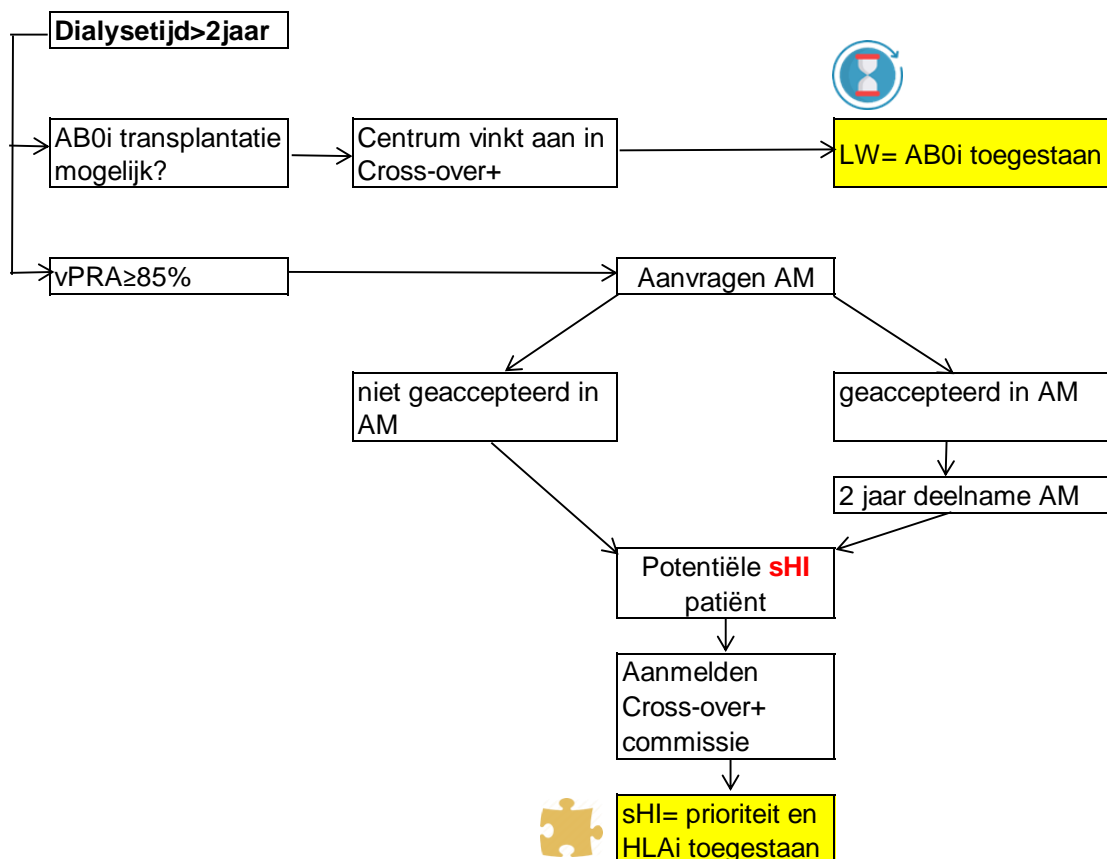 Dialysetijd>2jaar
AB0i transplantatie
mogelijk?
Centrum vinkt aan in
Cross-over+
LW= AB0i toegestaan
vPRA≥85%
Aanvragen AM
niet geaccepteerd in
AM
geaccepteerd in AM
2 jaar deelname AM
Potentiële sHI
patiënt
Aanmelden
Cross-over+
commissie
sHI= prioriteit en
HLAi toegestaan